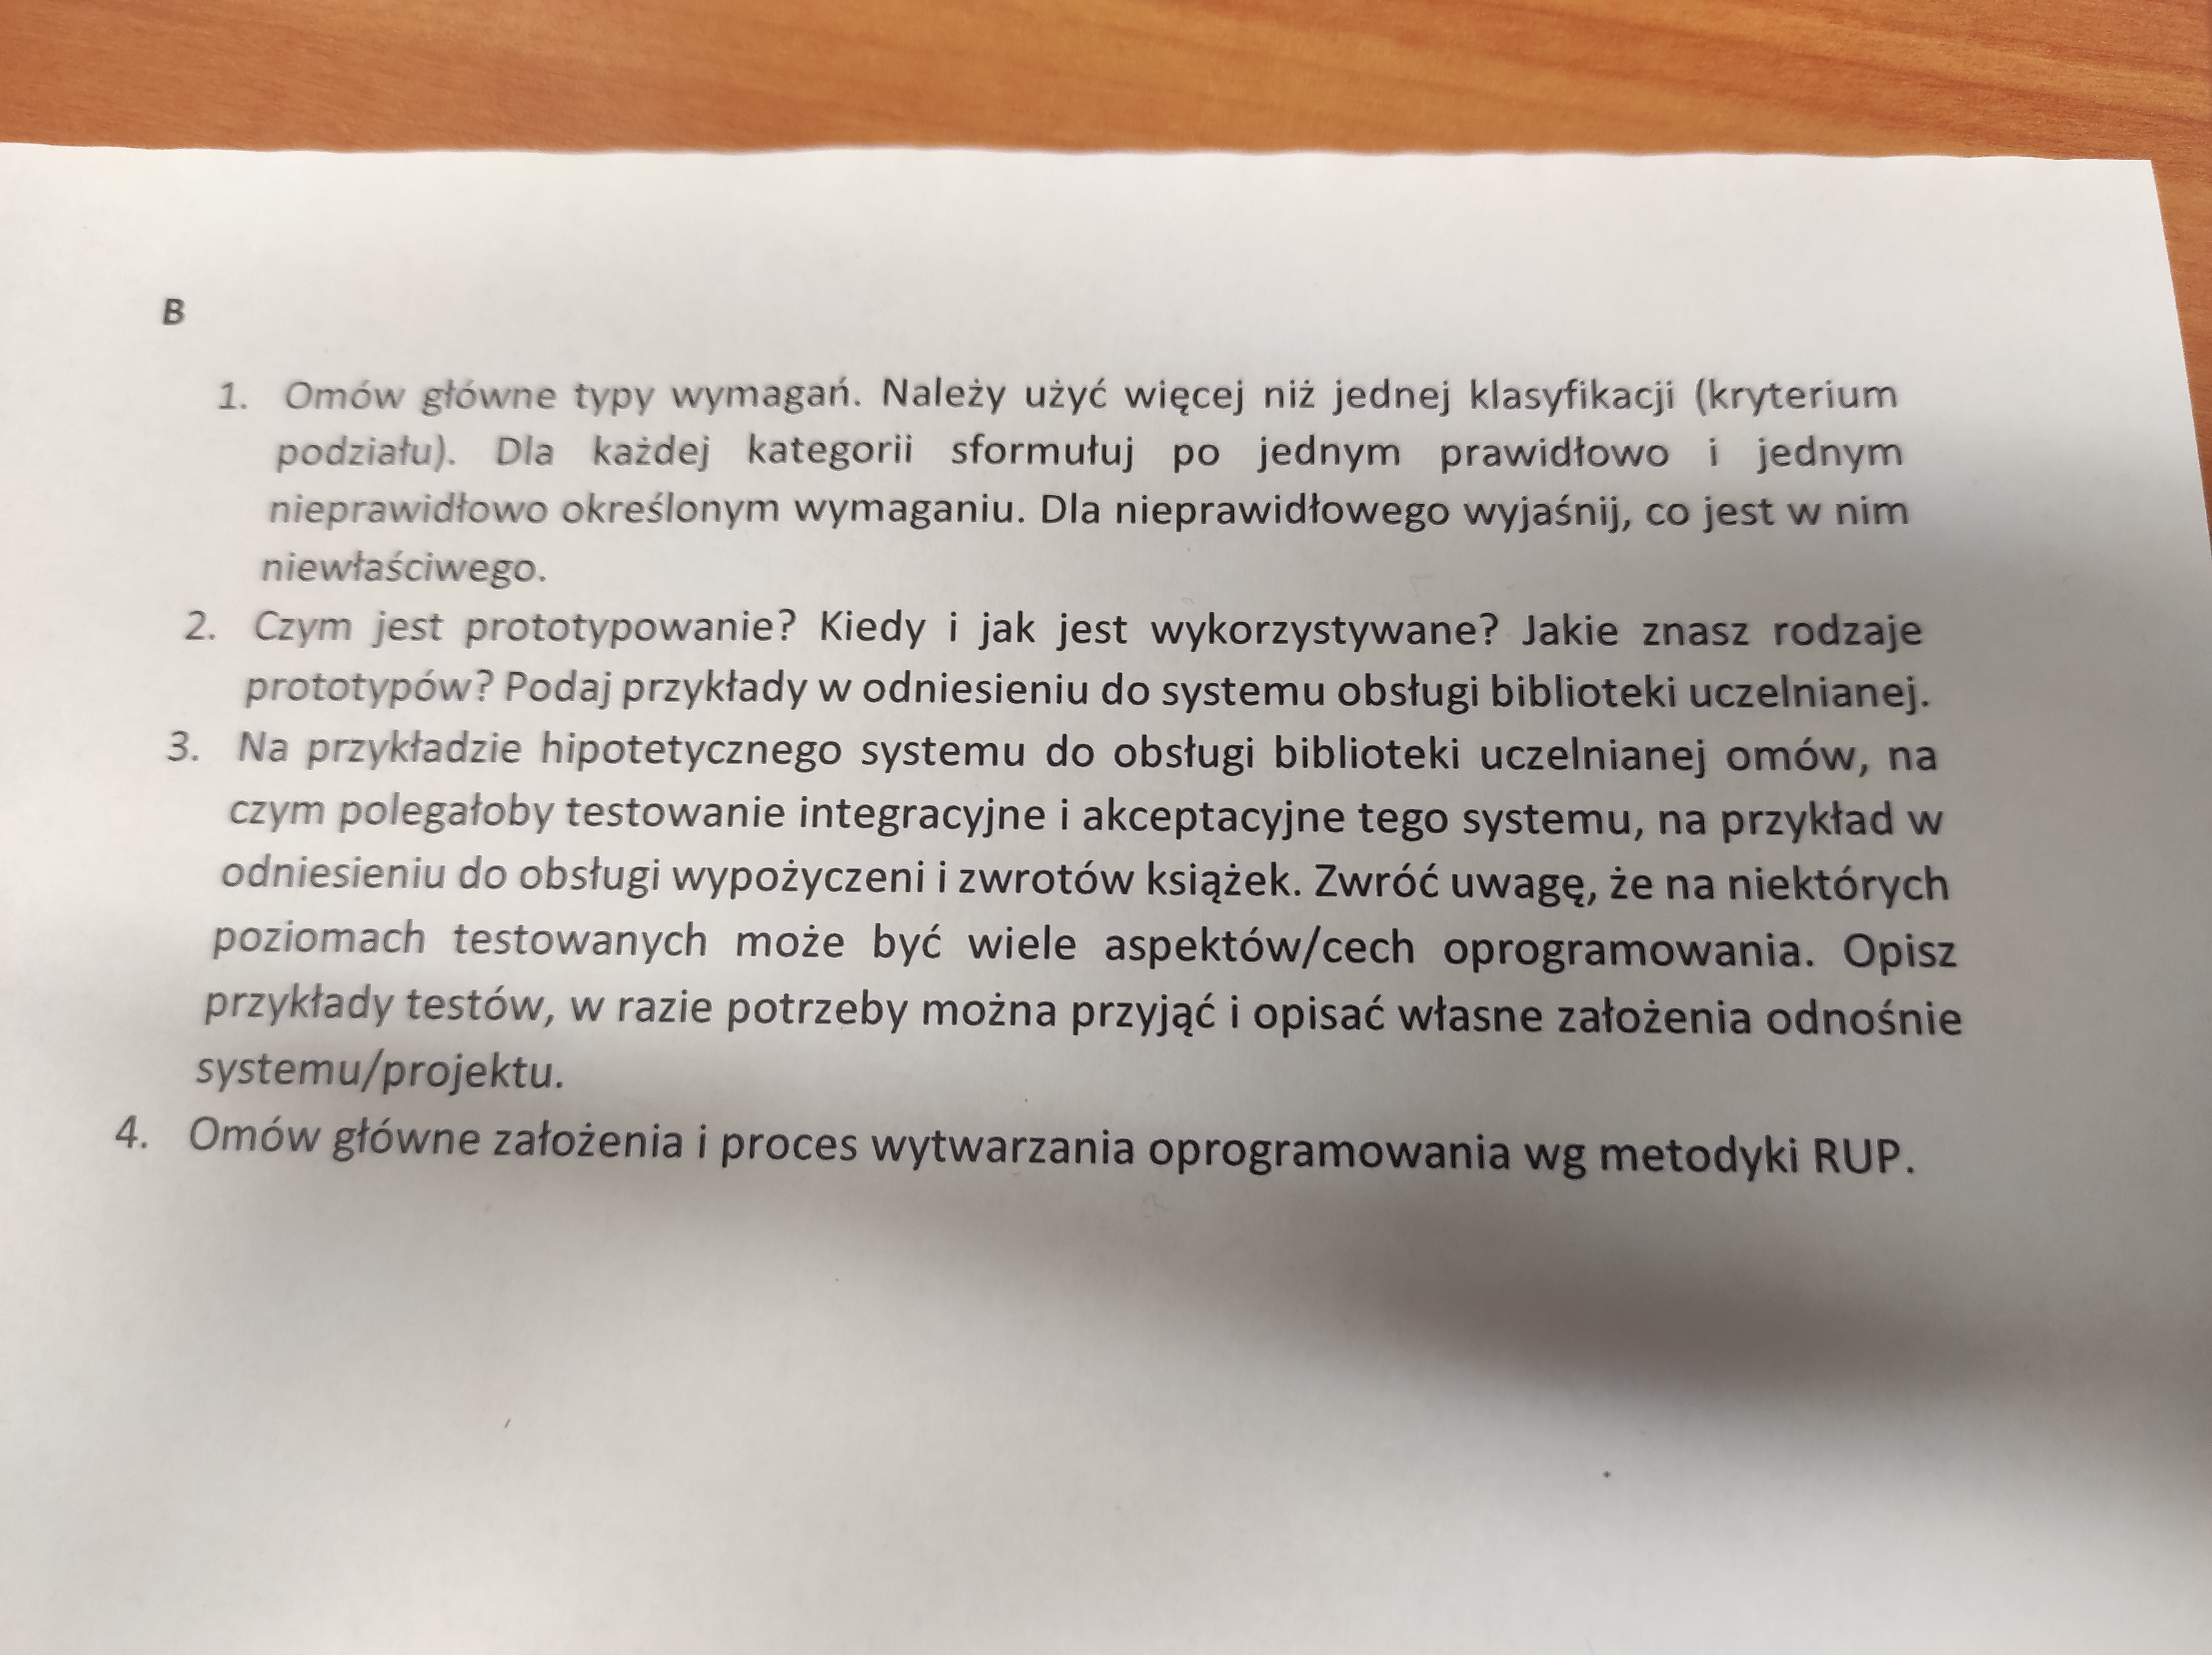 B
1. Omów główne typy wymagań. Należy użyć więcej niż jednej klasyfikacji (kryterium
podziału). Dla każdej kategorii sformułuj po jednym prawidłowo i jednym
nieprawidłowo określonym wymaganiu. Dla nieprawidłowego wyjaśnij, co jest w nim
niewłaściwego.
2. Czym jest prototypowanie? Kiedy i jak jest wykorzystywane? Jakie znasz rodzaje
prototypów? Podaj przykłady w odniesieniu do systemu obsługi biblioteki uczelnianej.
3. Na przykładzie hipotetycznego systemu do obsługi biblioteki uczelnianej omów, na
czym polegałoby testowanie integracyjne i akceptacyjne tego systemu, na przykład w
odniesieniu do obsługi wypożyczeni i zwrotów książek. Zwróć uwagę, że na niektórych
poziomach testowanych może być wiele aspektów/cech oprogramowania. Opisz
przykłady testów, w razie potrzeby można przyjąć i opisać własne założenia odnośnie
systemu/projektu.
4. Omów główne założenia i proces wytwarzania oprogramowania wg metodyki RUP.